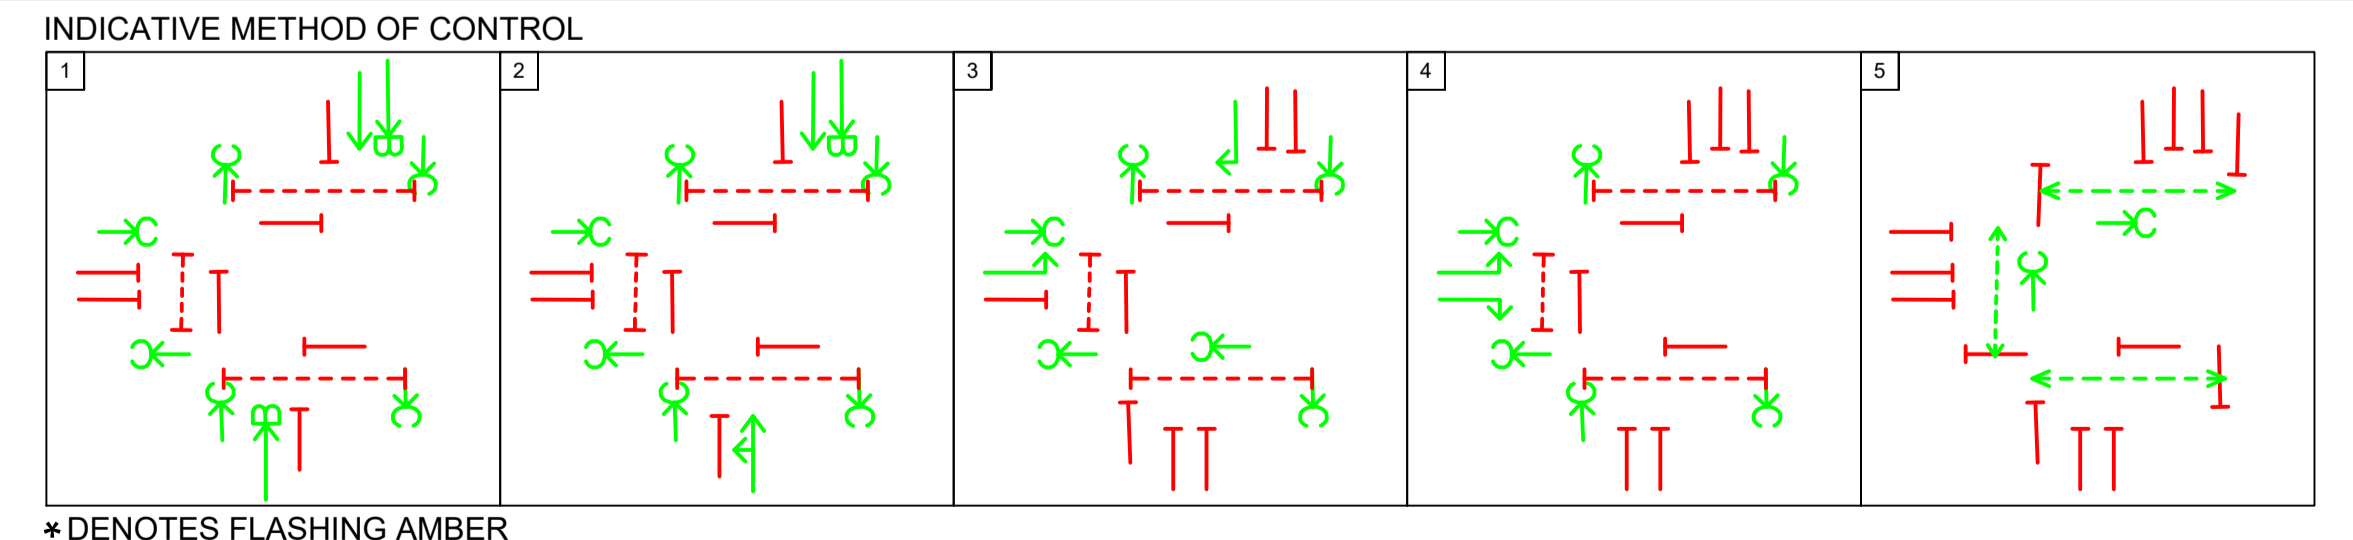 INDICATIVE METHOD OF CONTROL
1 2 3 4 5
B B
C C C C
C C C C
C C C C C
C C C C C
C C C C C C C C C
B
* DENOTES FLASHING AMBER